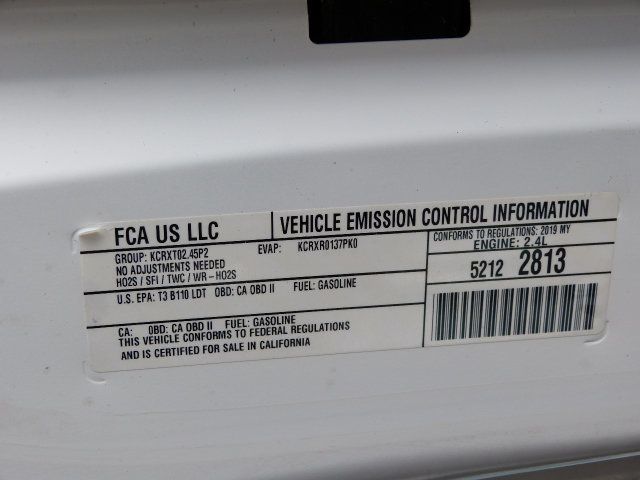 FCA US LLC
VEHICLE EMISSION CONTROL INFORMATION
GROUP: KCRXT02.45P2 EVAP: KCRXR0137PK0
NO ADJUSTMENTS NEEDED
HO2S / SFI / TWC / WR-HO2S
CONFORMS TO REGULATIONS: 2019 MY
ENGINE: 2.4L
5212 2813
U.S. EPA: T3 B110 LDT OBD: CA OBD II FUEL: GASOLINE
CA: OBD: CA OBD II FUEL: GASOLINE
THIS VEHICLE CONFORMS TO FEDERAL REGULATIONS
AND IS CERTIFIED FOR SALE IN CALIFORNIA